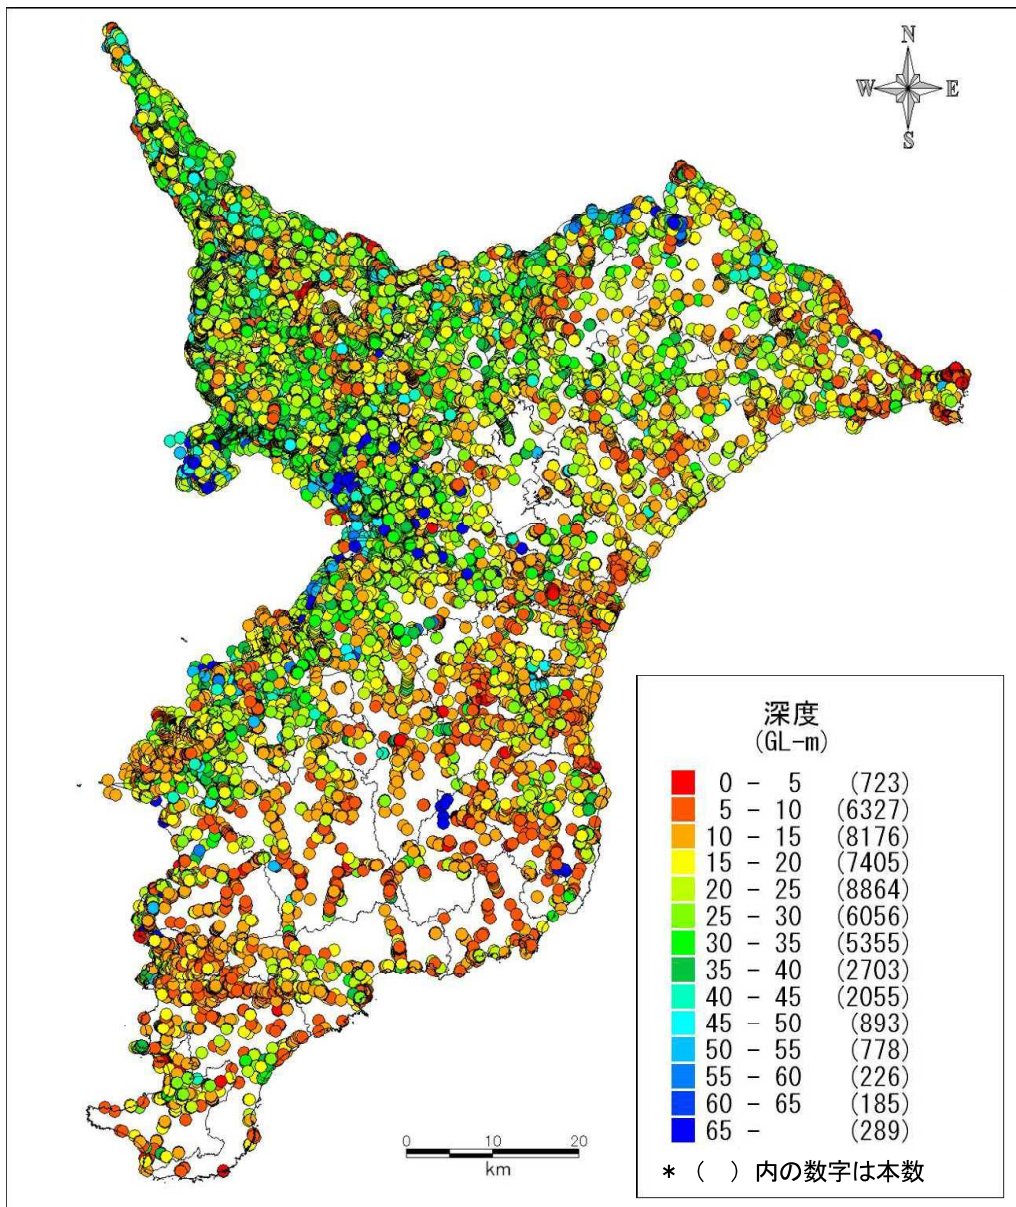 N
W E
S
深度
(GL-m)
0 - 5 (723)
5 - 10 (6327)
10 - 15 (8176)
15 - 20 (7405)
20 - 25 (8864)
25 - 30 (6056)
30 - 35 (5355)
35 - 40 (2703)
40 - 45 (2055)
45 - 50 (893)
50 - 55 (778)
55 - 60 (226)
60 - 65 (185)
65 - (289)
* ( ) 内の数字は本数
0 10 20
km